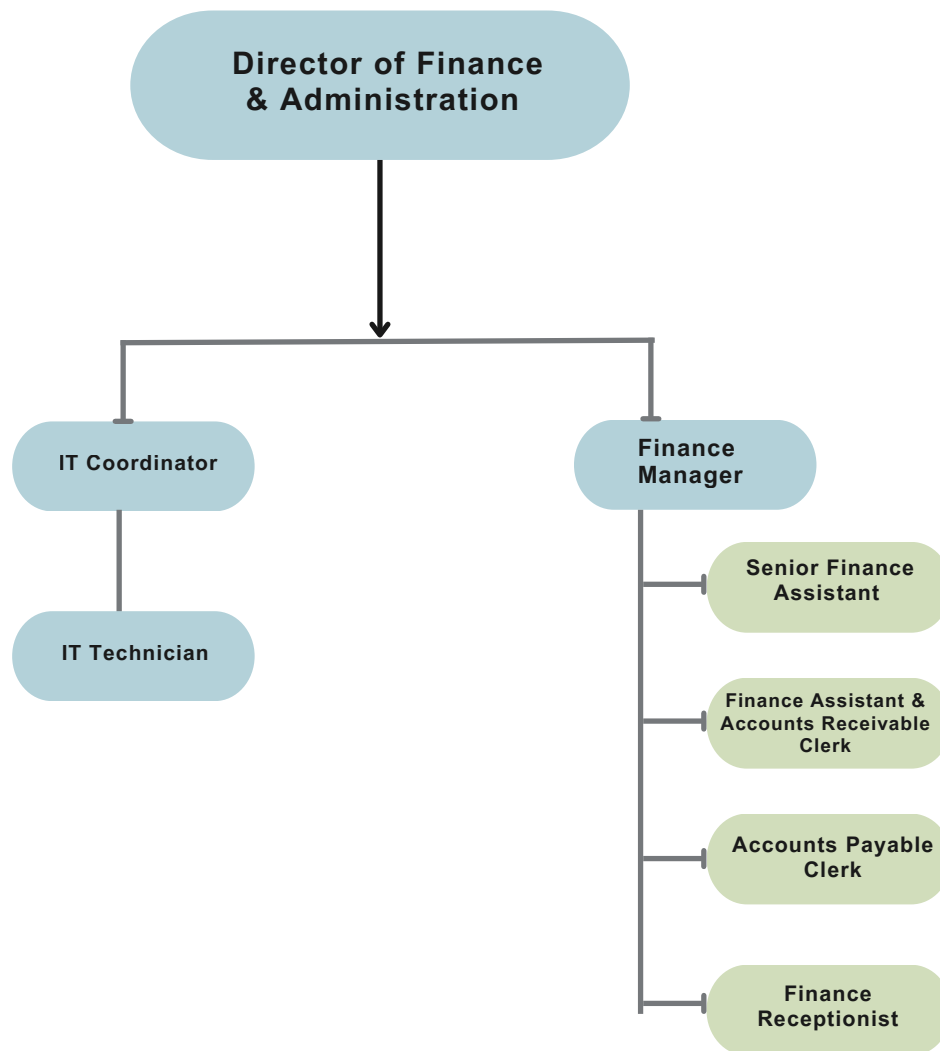 Director of Finance
& Administration
IT Coordinator
Finance
Manager
IT Technician
Senior Finance
Assistant
Finance Assistant &
Accounts Receivable
Clerk
Accounts Payable
Clerk
Finance
Receptionist